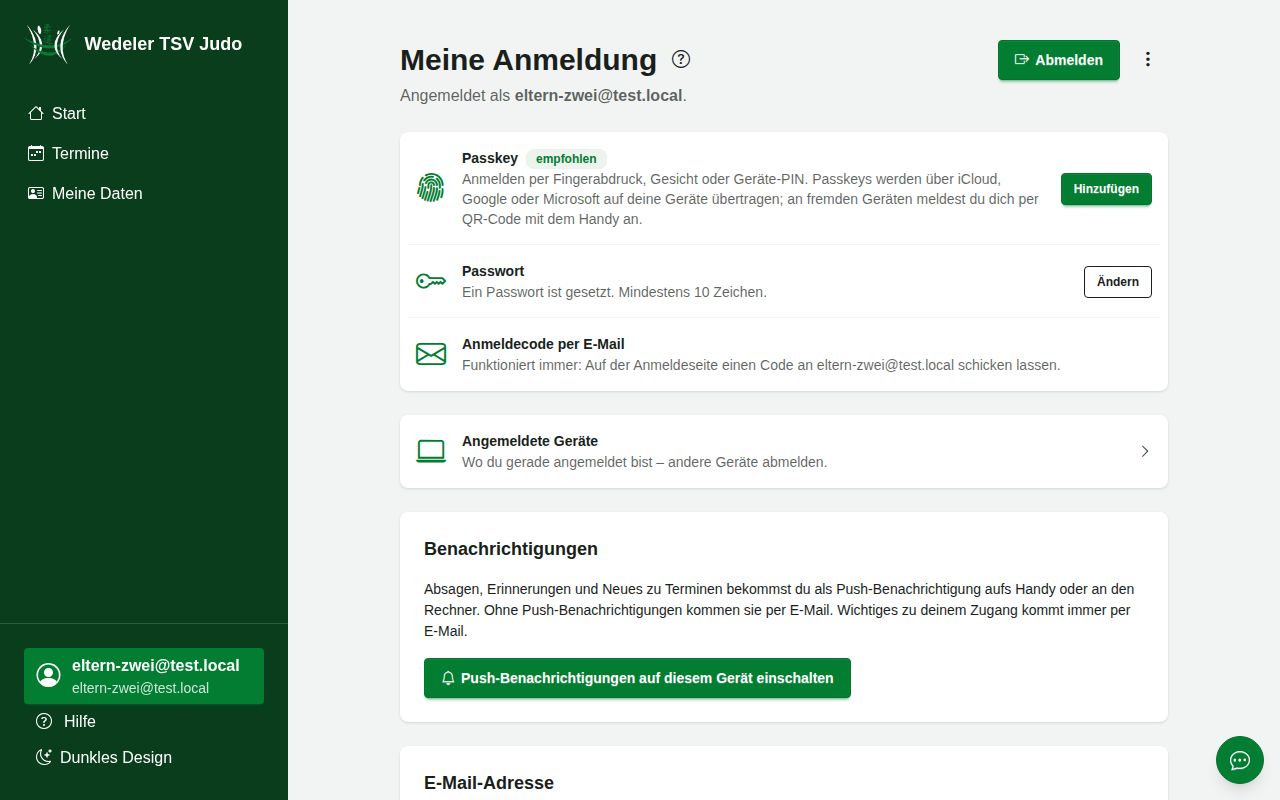 Wedeler TSV Judo
Start
Termine
Meine Daten
eltern-zwei@test.local
eltern-zwei@test.local
Hilfe
Dunkles Design
Meine Anmeldung
Abmelden
Angemeldet als eltern-zwei@test.local.
Passkey empfohlen
Anmelden per Fingerabdruck, Gesicht oder Geräte-PIN. Passkeys werden über iCloud,
Google oder Microsoft auf deine Geräte übertragen; an fremden Geräten meldest du dich per
QR-Code mit dem Handy an.
Hinzufügen
Passwort
Ein Passwort ist gesetzt. Mindestens 10 Zeichen.
Ändern
Anmeldecode per E-Mail
Funktioniert immer: Auf der Anmeldeseite einen Code an eltern-zwei@test.local schicken lassen.
Angemeldete Geräte
Wo du gerade angemeldet bist – andere Geräte abmelden.
Benachrichtigungen
Absagen, Erinnerungen und Neues zu Terminen bekommst du als Push-Benachrichtigung aufs Handy oder an den
Rechner. Ohne Push-Benachrichtigungen kommen sie per E-Mail. Wichtiges zu deinem Zugang kommt immer per
E-Mail.
Push-Benachrichtigungen auf diesem Gerät einschalten
E-Mail-Adresse